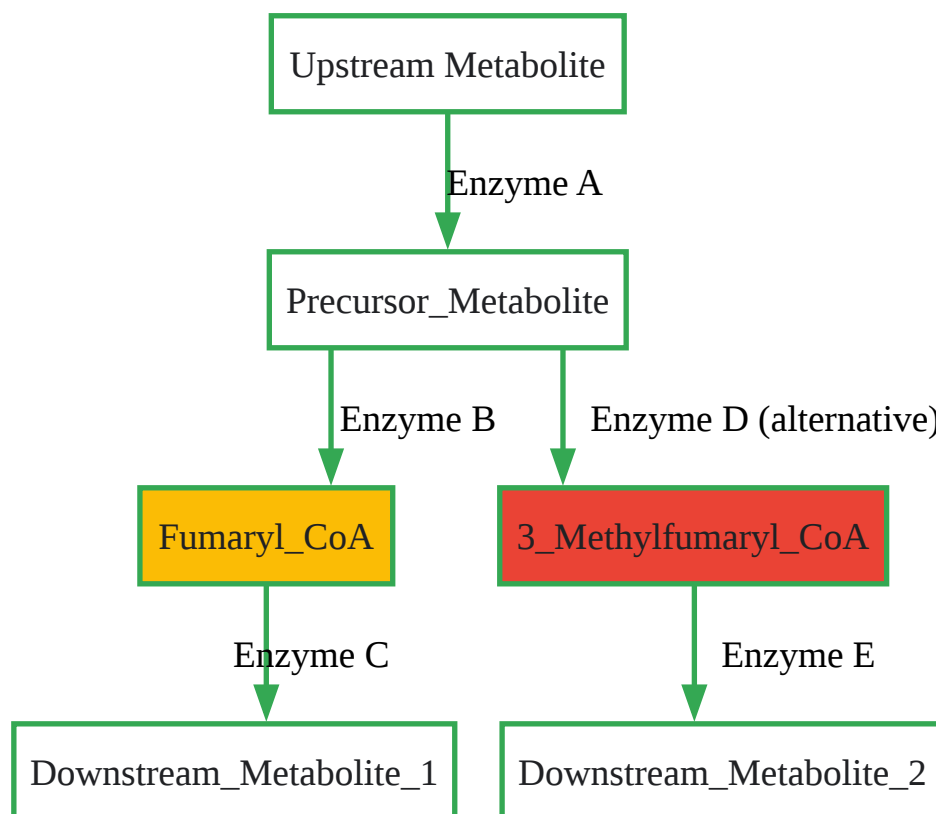 Upstream Metabolite
Enzyme A
Precursor_Metabolite
Enzyme B
Enzyme D (alternative)
Fumaryl_CoA
3_Methylfumaryl_CoA
Enzyme C
Enzyme E
Downstream_Metabolite_1
Downstream_Metabolite_2